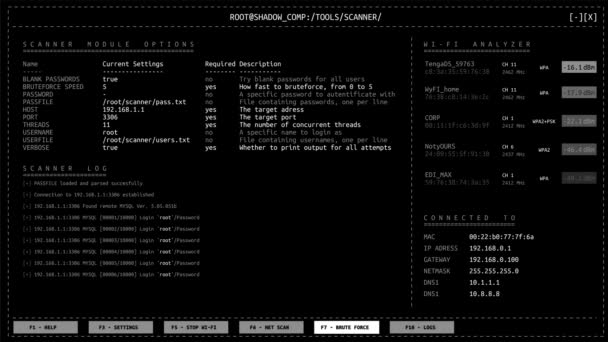 ROOT@SHADOW_COMP:/TOOLS/SCANNER/
[-][X]
SCANNER MODULE OPTIONS
Name Current Settings Required Description
BLANK PASSWORDS true no Try blank passwords for all users
BRUTEFORCE SPEED 5 yes How fast to bruteforce, from 0 to 5
PASSWORD - no A specific password to autentificate with
PASSFILE /root/scanner/pass.txt no File containing passwords, one per line
HOST 192.168.1.1 yes The target adress
PORT 3306 yes The target port
THREADS 11 yes The number of concurrent threads
USERNAME root no A specific name to login as
USERFILE /root/scanner/users.txt no File containing usernames, one per line
VERBOSE true yes Whether to print output for all attempts
SCANNER LOG
[+] PASSFILE loaded and parsed succesfully
[+] Connection to 192.168.1.1:3306 established
[+] 192.168.1.1:3306 Found remote MYSQL Ver.
[+] 192.168.1.1:3306 MYSQL [00001/10000] Login 'root'/Password
[+] 192.168.1.1:3306 MYSQL [00002/10000] Login 'root'/Password
[+] 192.168.1.1:3306 MYSQL [00003/10000] Login 'root'/Password
[+] 192.168.1.1:3306 MYSQL [00004/10000] Login 'root'/Password
[+] 192.168.1.1:3306 MYSQL [00005/10000] Login 'root'/Password
[+] 192.168.1.1:3306 MYSQL [00006/10000] Login 'root'/Password
WI-FI ANALYZER
TengaDS_59763 CH 11 WPA -16.1 dBm
2462 MHz
WyFI_home CH 11 WPA -17.9 dBm
2462 MHz
CORP CH 1 WPA2+PSK -22.1 dBm
2412 MHz
NotyOURS CH 6 WPA2 -46.4 dBm
2437 MHz
EDI_MAX CH 1 WPA
2412 MHz
CONNECTED TO
MAC 00:22:b0:77:7f:6a
IP ADRESS 192.168.0.1
GATEWAY 192.168.0.100
NETMASK 255.255.255.0
DNS1 10.1.1.1
DNS1 10.8.8.8
F1 - HELP
F3 - SETTINGS
F5 - STOP WI-FI
F6 - NET SCAN
F7 - BRUTE FORCE
F10 - LOGS